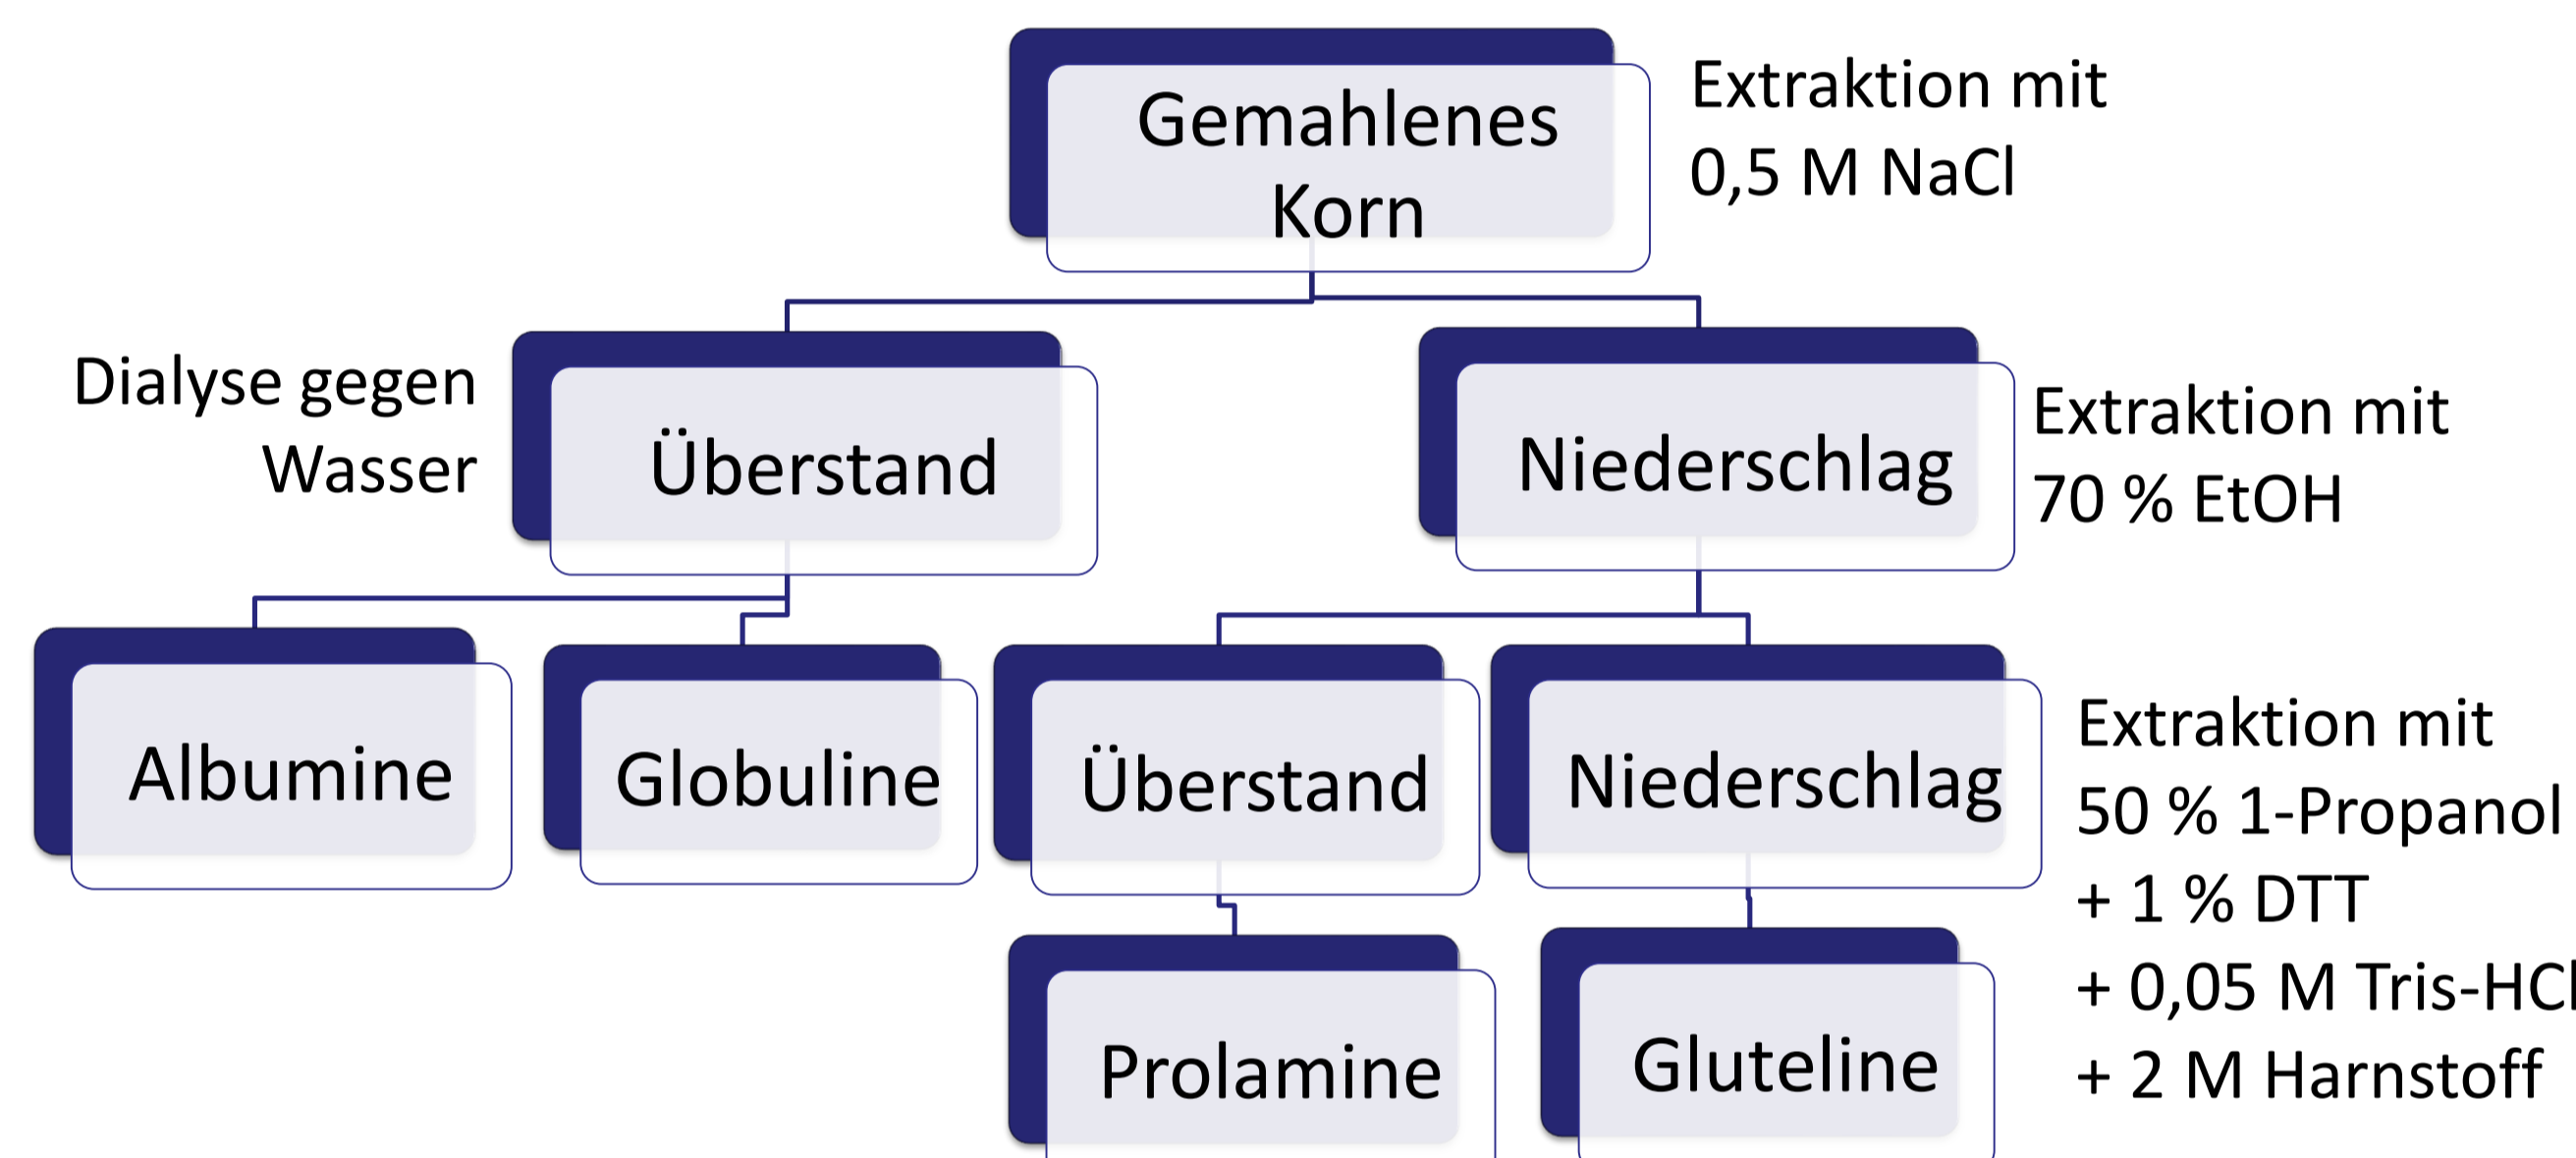 Gemahlenes
Korn
Extraktion mit
0,5 M NaCl
Dialyse gegen
Wasser
Überstand
Niederschlag
Extraktion mit
70 % EtOH
Albumine
Globuline
Überstand
Niederschlag
Extraktion mit
50 % 1-Propanol
+ 1 % DTT
+ 0,05 M Tris-HCl
+ 2 M Harnstoff
Prolamine
Gluteline